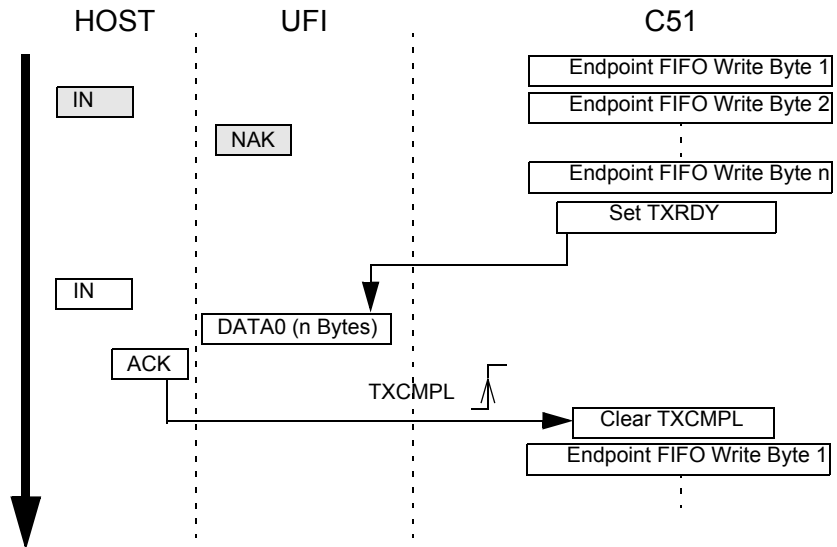 HOST UFI C51
Endpoint FIFO Write Byte 1
IN Endpoint FIFO Write Byte 2
NAK
Endpoint FIFO Write Byte n
Set TXRDY
IN
DATA0 (n Bytes)
ACK
TXCMPL
Clear TXCMPL
Endpoint FIFO Write Byte 1